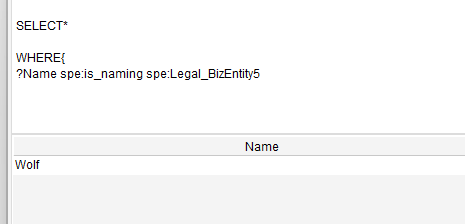 SELECT*
WHERE{
?Name spe:is_naming spe:Legal_BizEntity5
Name
Wolf